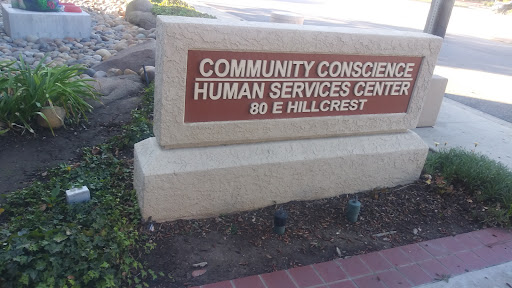 COMMUNITY CONSCIENCE
HUMAN SERVICES CENTER
80 E HILLCREST